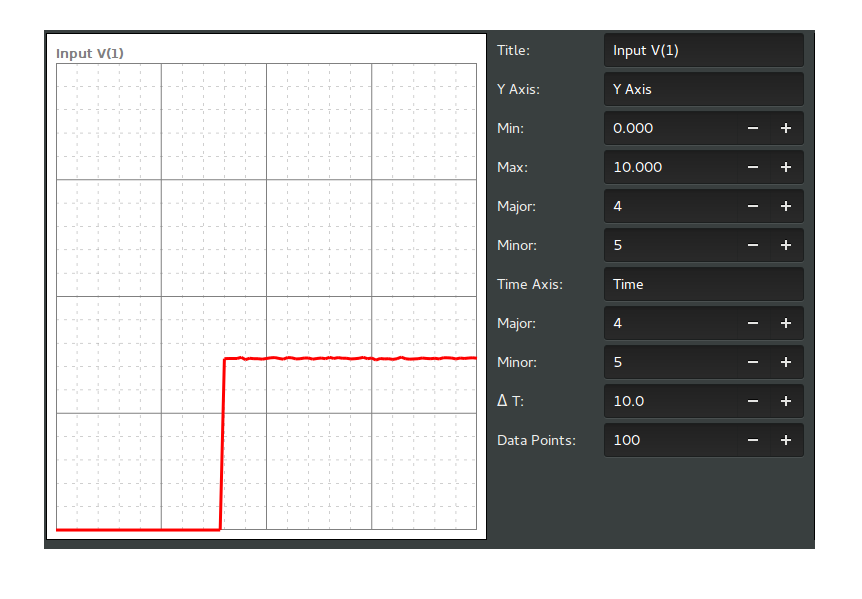 Input V(1)
Title: Input V(1)
Y Axis: Y Axis
Min: 0.000 − +
Max: 10.000 − +
Major: 4 − +
Minor: 5 − +
Time Axis: Time
Major: 4 − +
Minor: 5 − +
Δ T: 10.0 − +
Data Points: 100 − +